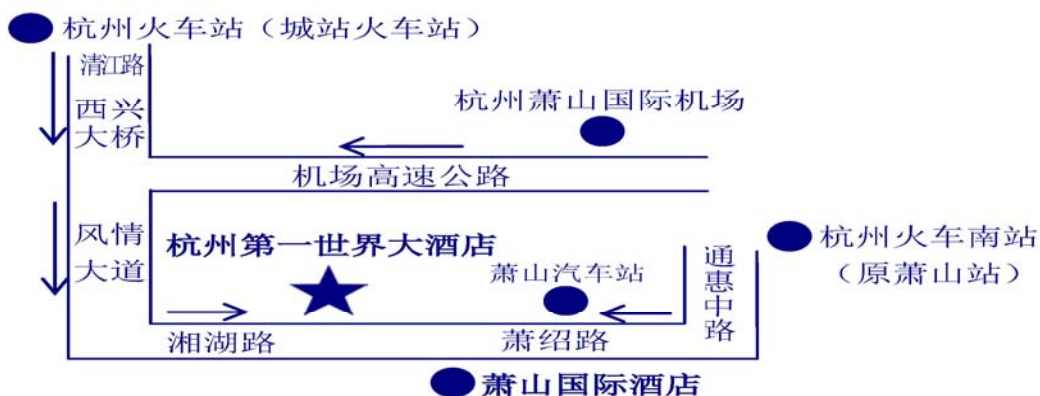 杭州火车站（城站火车站）
清江路
西兴
大桥
杭州萧山国际机场
机场高速公路
风情
大道
杭州第一世界大酒店
萧山汽车站
通惠中路
杭州火车南站
（原萧山站）
湘湖路
萧绍路
萧山国际酒店